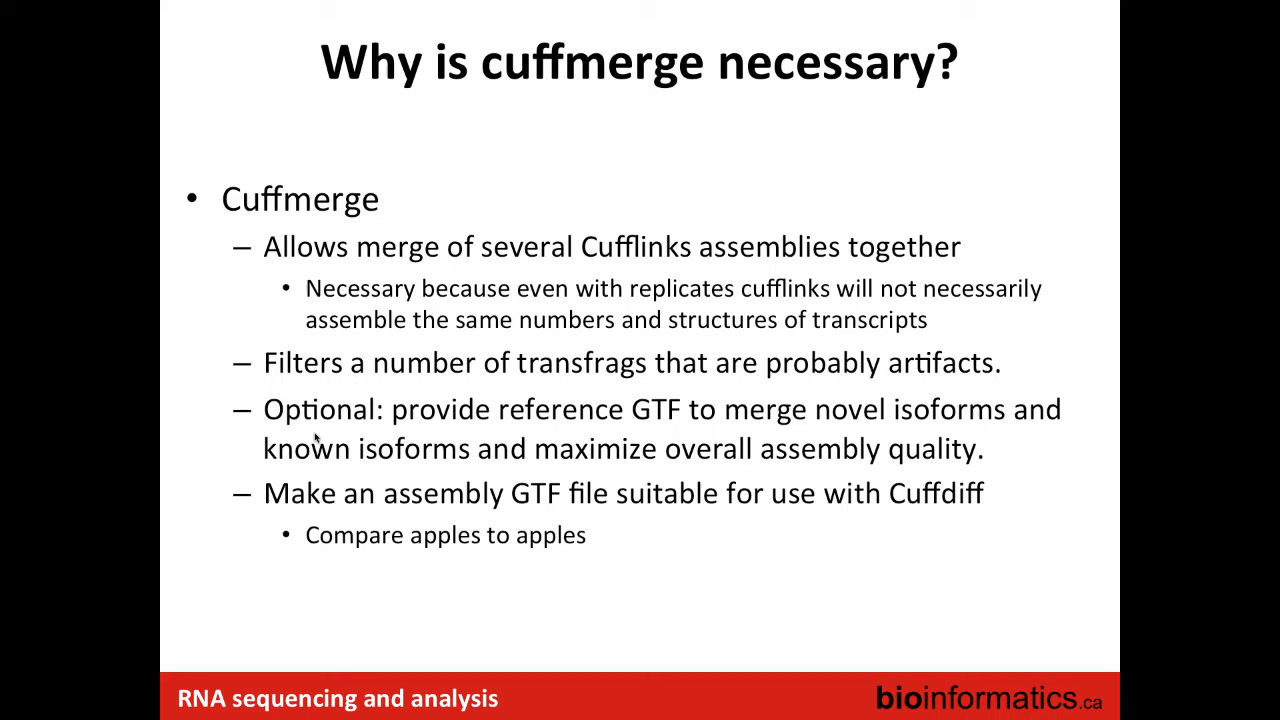 Why is cuffmerge necessary?
• Cuffmerge
– Allows merge of several Cufflinks assemblies together
• Necessary because even with replicates cufflinks will not necessarily
assemble the same numbers and structures of transcripts
– Filters a number of transfrags that are probably artifacts.
– Optional: provide reference GTF to merge novel isoforms and
known isoforms and maximize overall assembly quality.
– Make an assembly GTF file suitable for use with Cuffdiff
• Compare apples to apples
RNA sequencing and analysis
bioinformatics.ca